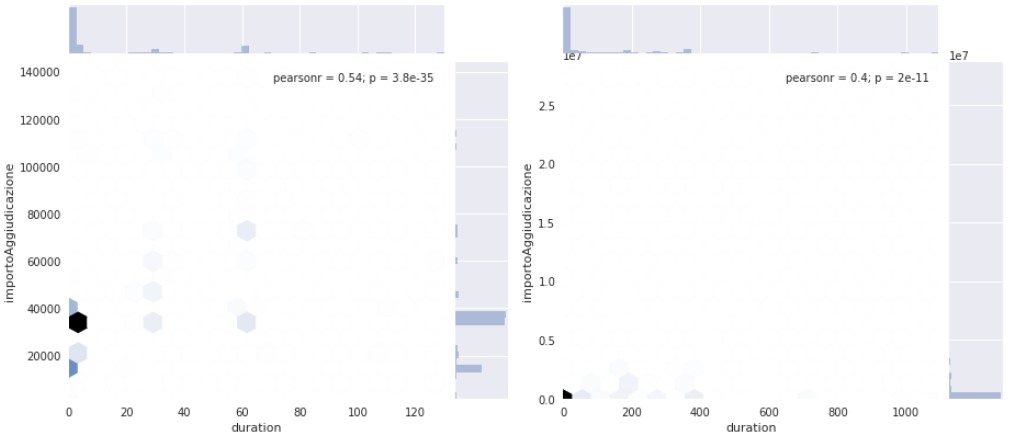 pearsonr = 0.54; p = 3.8e-35
140000
120000
100000
80000
60000
40000
20000
importoAggiudicazione
0 20 40 60 80 100 120
duration
1e7
1e7
pearsonr = 0.4; p = 2e-11
2.5
2.0
1.5
1.0
0.5
0.0
importoAggiudicazione
0 200 400 600 800 1000
duration